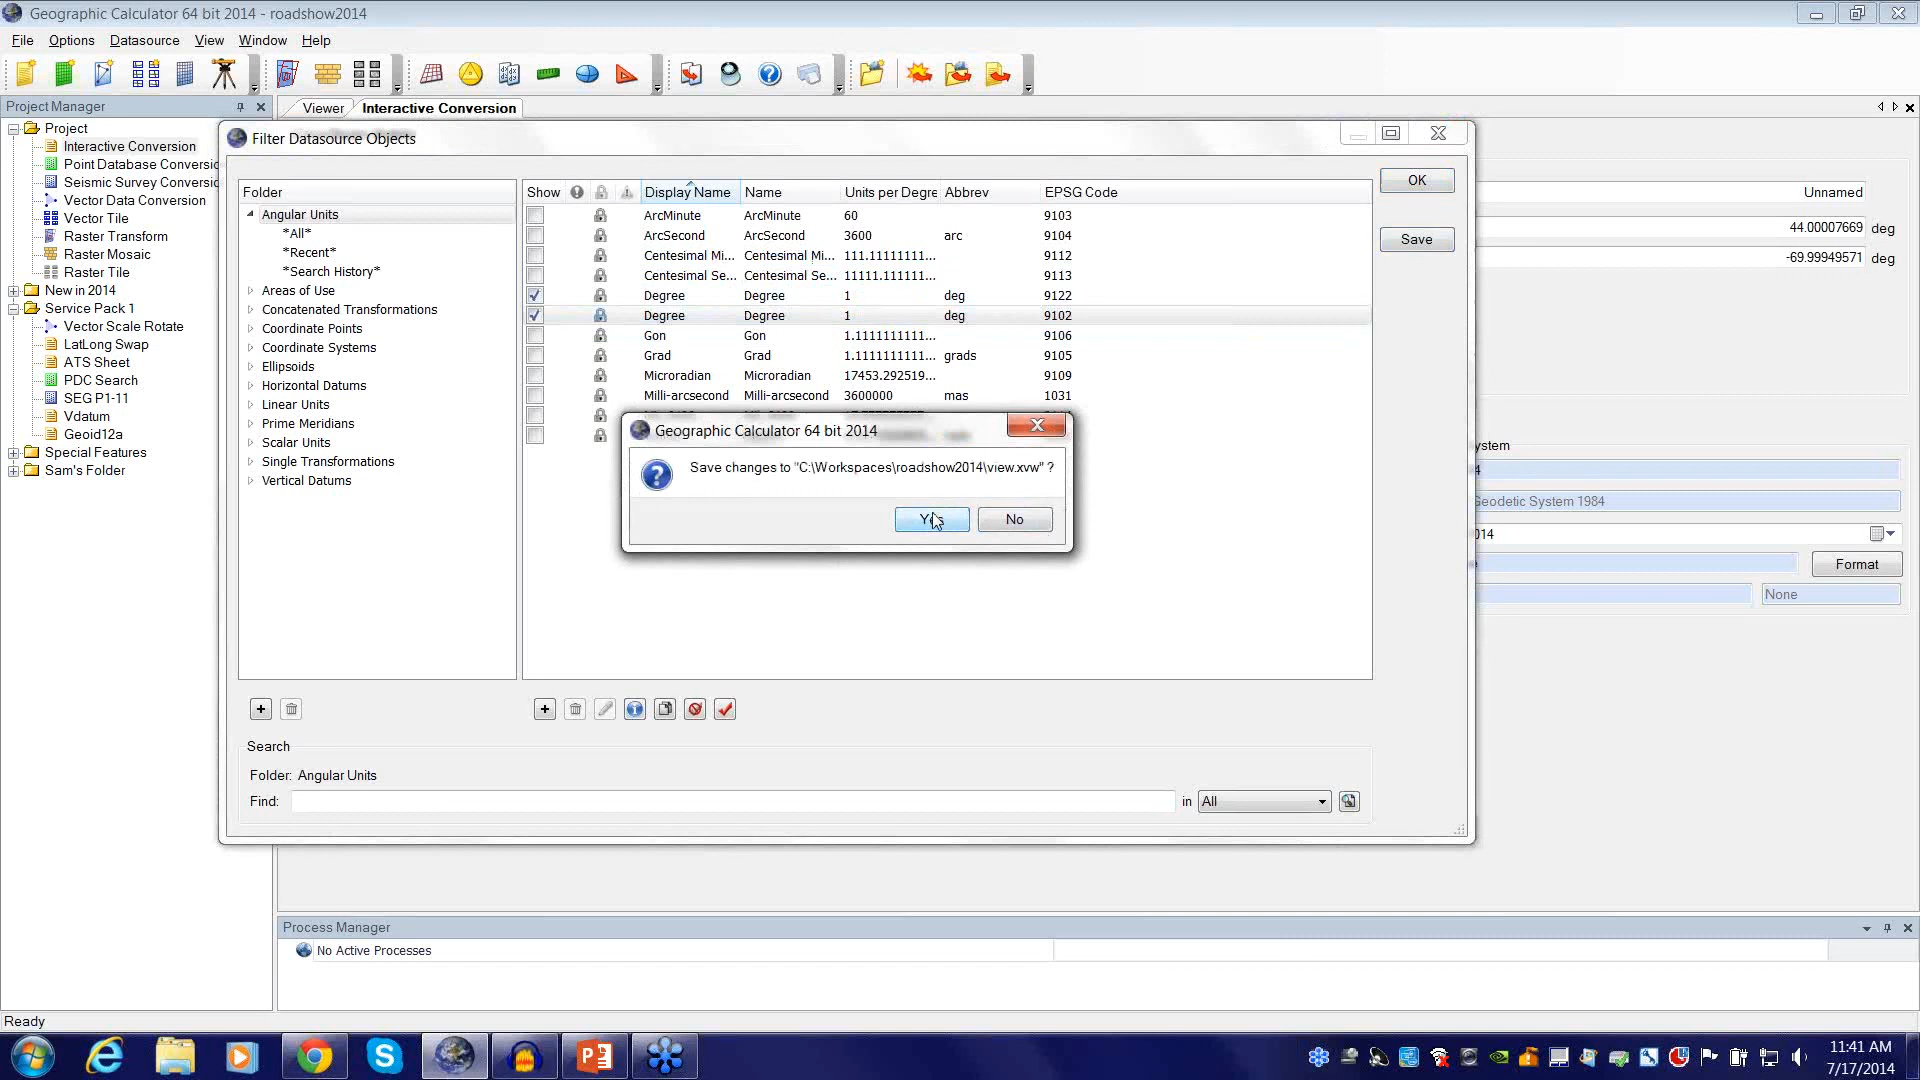 Geographic Calculator 64 bit 2014 - roadshow2014
File Options Datasource View Window Help
Project Manager
Viewer Interactive Conversion
Project
Interactive Conversion
Point Database Conversio
Seismic Survey Conversio
Vector Data Conversion
Vector Tile
Raster Transform
Raster Mosaic
Raster Tile
New in 2014
Service Pack 1
Vector Scale Rotate
LatLong Swap
ATS Sheet
PDC Search
SEG P1-11
Vdatum
Geoid12a
Special Features
Sam's Folder
Filter Datasource Objects
Folder
Angular Units
*All*
*Recent*
*Search History*
Areas of Use
Concatenated Transformations
Coordinate Points
Coordinate Systems
Ellipsoids
Horizontal Datums
Linear Units
Prime Meridians
Scalar Units
Single Transformations
Vertical Datums
Show Display Name Name Units per Degre Abbrev EPSG Code
ArcMinute ArcMinute 60 9103
ArcSecond ArcSecond 3600 arc 9104
Centesimal Mi... Centesimal Mi... 111.11111111... 9112
Centesimal Se... Centesimal Se... 11111.111111... 9113
Degree Degree 1 deg 9122
Degree Degree 1 deg 9102
Gon Gon 1.1111111111... 9106
Grad Grad 1.1111111111... grads 9105
Microradian Microradian 17453.292519... 9109
Milli-arcsecond Milli-arcsecond 3600000 mas 1031
OK
Save
Geographic Calculator 64 bit 2014
Save changes to "C:\Workspaces\roadshow2014\view.xvw" ?
Yes No
Search
Folder: Angular Units
Find: in All
Unnamed
44.00007669 deg
-69.99949571 deg
ystem
4
Geodetic System 1984
014
e
Format
None
Process Manager
No Active Processes
Ready
11:41 AM
7/17/2014